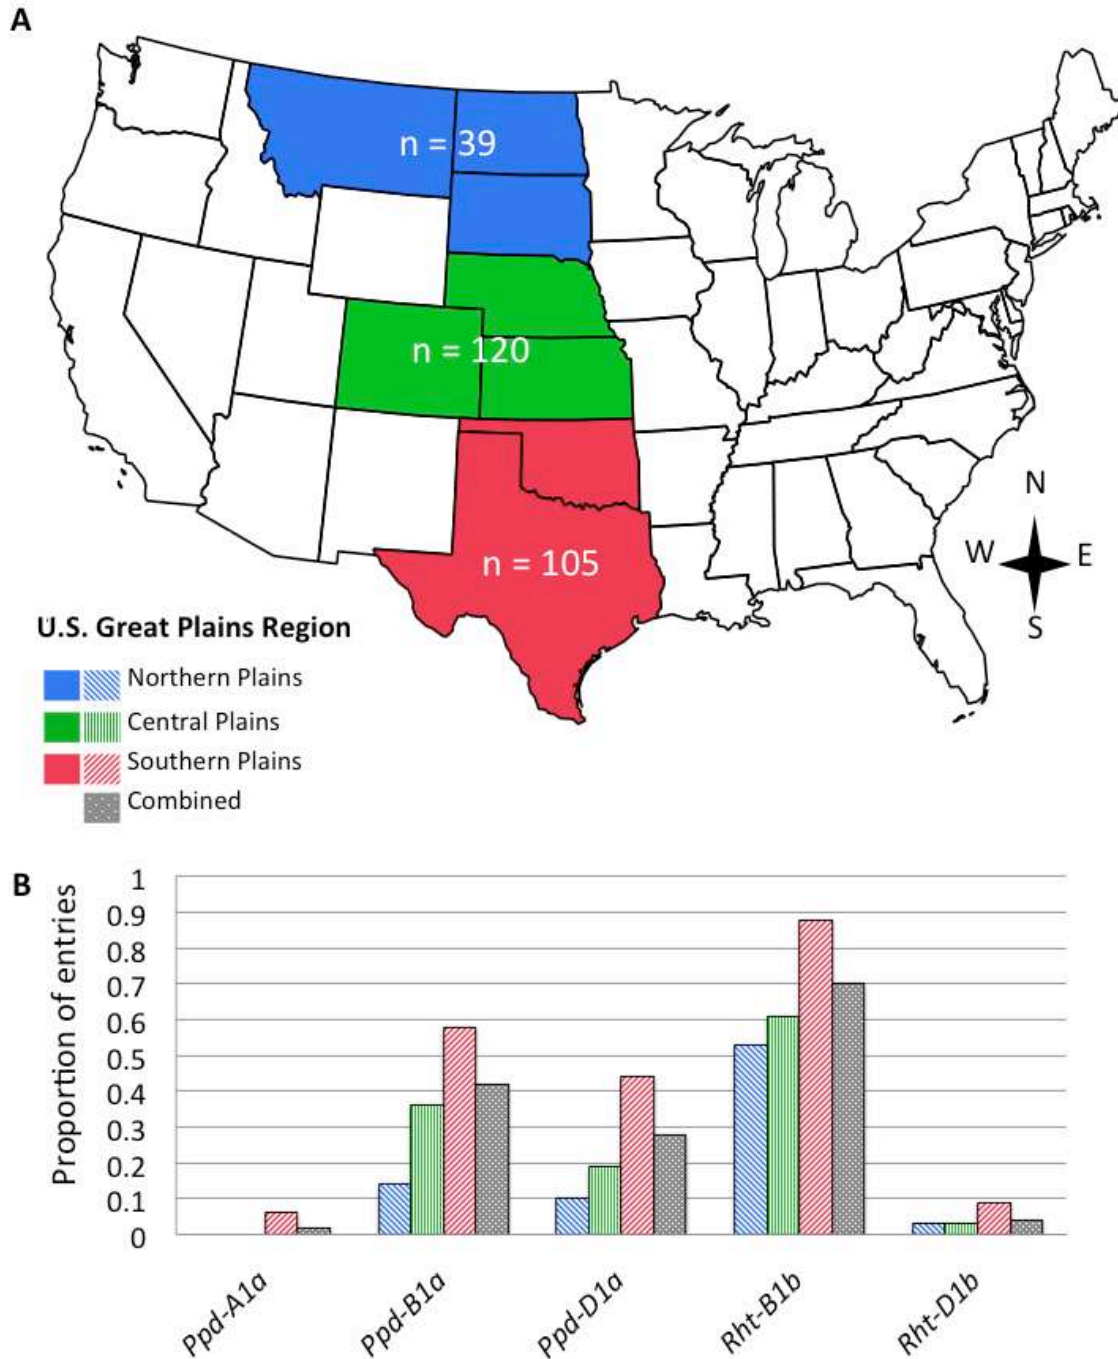 A
n = 39
n = 120
n = 105
N
W E
S
U.S. Great Plains Region
Northern Plains
Central Plains
Southern Plains
Combined
B
Proportion of entries
1
0.9
0.8
0.7
0.6
0.5
0.4
0.3
0.2
0.1
0
Ppd-A1a
Ppd-B1a
Ppd-D1a
Rht-B1b
Rht-D1b